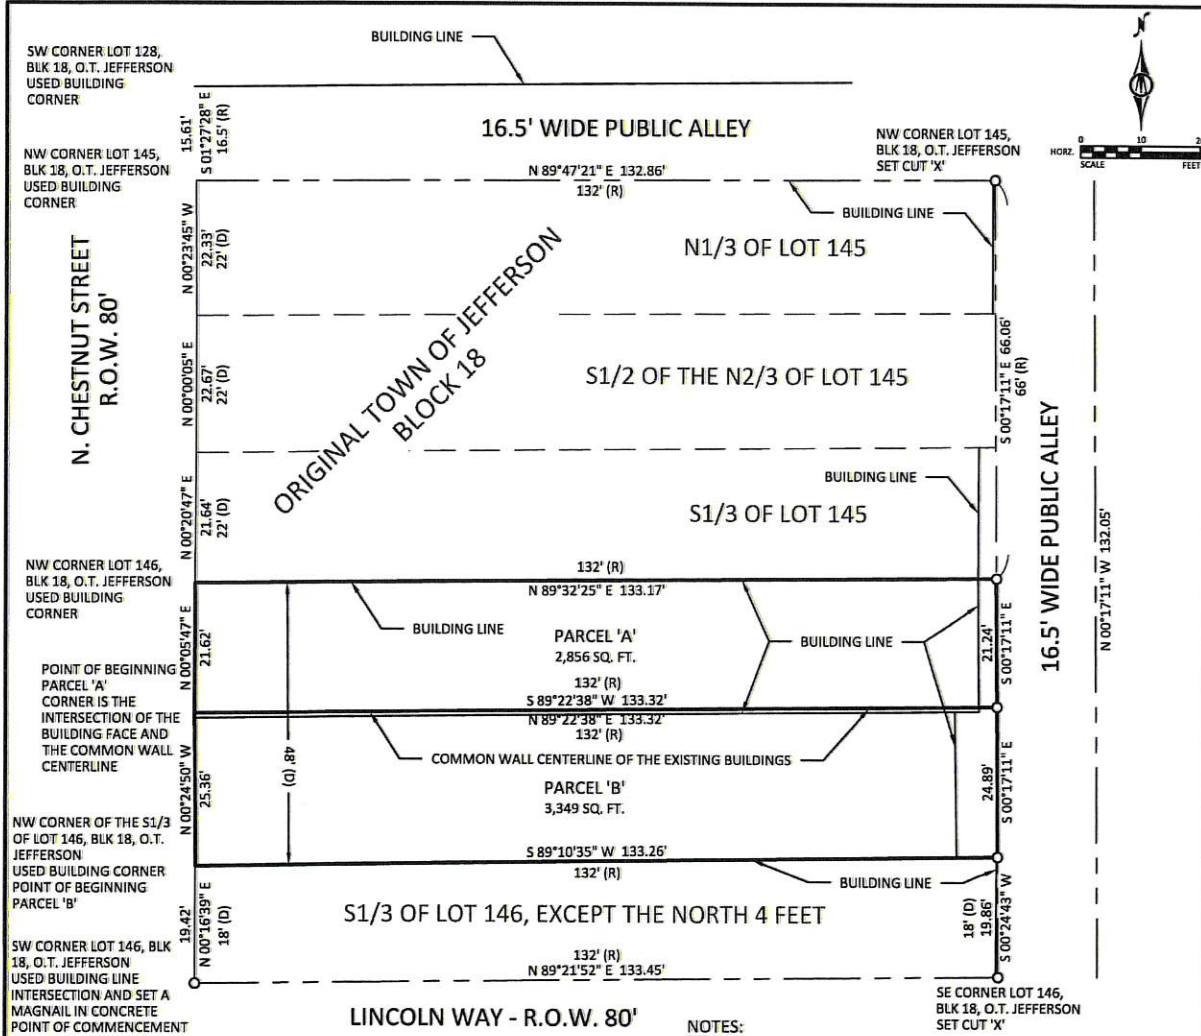 BUILDING LINE
SW CORNER LOT 128,
BLK 18, O.T. JEFFERSON
USED BUILDING
CORNER
15.61'
S 01°27'28" E
16.5' (R)
16.5' WIDE PUBLIC ALLEY
N
HORZ.
0 10 20
SCALE FEET
NW CORNER LOT 145,
BLK 18, O.T. JEFFERSON
SET CUT 'X'
NW CORNER LOT 145,
BLK 18, O.T. JEFFERSON
USED BUILDING
CORNER
N 89°47'21" E 132.86'
132' (R)
BUILDING LINE
N. CHESTNUT STREET
R.O.W. 80'
N 00°23'45" W
22.33'
22' (D)
N1/3 OF LOT 145
ORIGINAL TOWN OF JEFFERSON
BLOCK 18
N 00°00'05" E
22.67'
22' (D)
S1/2 OF THE N2/3 OF LOT 145
S 00°17'11" E 66.06'
66' (R)
16.5' WIDE PUBLIC ALLEY
N 00°17'11" W 132.05'
N 00°20'47" E
21.64'
22' (D)
BUILDING LINE
S1/3 OF LOT 145
NW CORNER LOT 146,
BLK 18, O.T. JEFFERSON
USED BUILDING
CORNER
132' (R)
N 89°32'25" E 133.17'
N 00°05'47" E
21.62'
BUILDING LINE
PARCEL 'A'
2,856 SQ. FT.
BUILDING LINE
21.24'
S 00°17'11" E
POINT OF BEGINNING
PARCEL 'A'
CORNER IS THE
INTERSECTION OF THE
BUILDING FACE AND
THE COMMON WALL
CENTERLINE
132' (R)
S 89°22'38" W 133.32'
N 89°22'38" E 133.32'
132' (R)
COMMON WALL CENTERLINE OF THE EXISTING BUILDINGS
48' (D)
N 00°24'50" W
25.36'
PARCEL 'B'
3,349 SQ. FT.
24.89'
S 00°17'11" E
NW CORNER OF THE S1/3
OF LOT 146, BLK 18, O.T.
JEFFERSON
USED BUILDING CORNER
POINT OF BEGINNING
PARCEL 'B'
S 89°10'35" W 133.26'
132' (R)
BUILDING LINE
19.42'
N 00°16'39" E
18' (D)
S1/3 OF LOT 146, EXCEPT THE NORTH 4 FEET
18' (D)
19.86'
S 00°24'43" W
SW CORNER LOT 146, BLK
18, O.T. JEFFERSON
USED BUILDING LINE
INTERSECTION AND SET A
MAGNAIL IN CONCRETE
POINT OF COMMENCEMENT
132' (R)
N 89°21'52" E 133.45'
LINCOLN WAY - R.O.W. 80'
NOTES:
SE CORNER LOT 146,
BLK 18, O.T. JEFFERSON
SET CUT 'X'